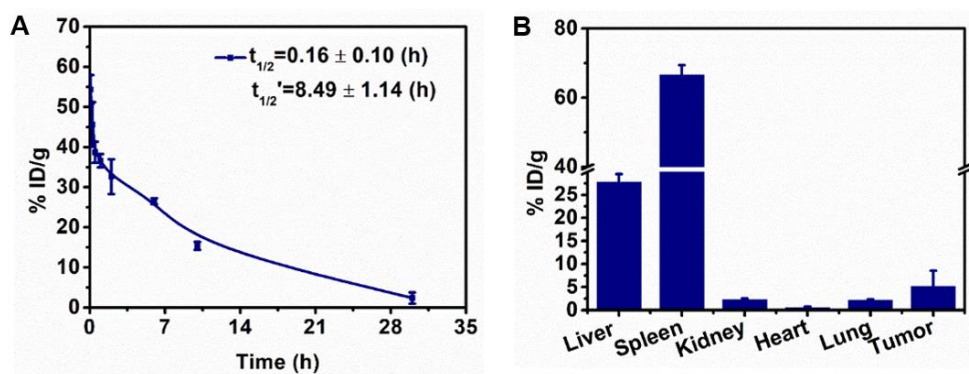 A
70
60
50
40
30
20
10
0
% ID/g
t1/2=0.16 ± 0.10 (h)
t1/2'=8.49 ± 1.14 (h)
0 7 14 21 28 35
Time (h)
B
80
60
40
25
20
15
10
5
0
% ID/g
Liver Spleen Kidney Heart Lung Tumor